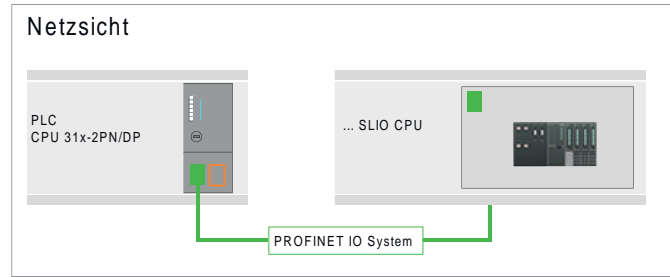 Netzsicht
PLC
CPU 31x-2PN/DP
... SLIO CPU
PROFINET IO System